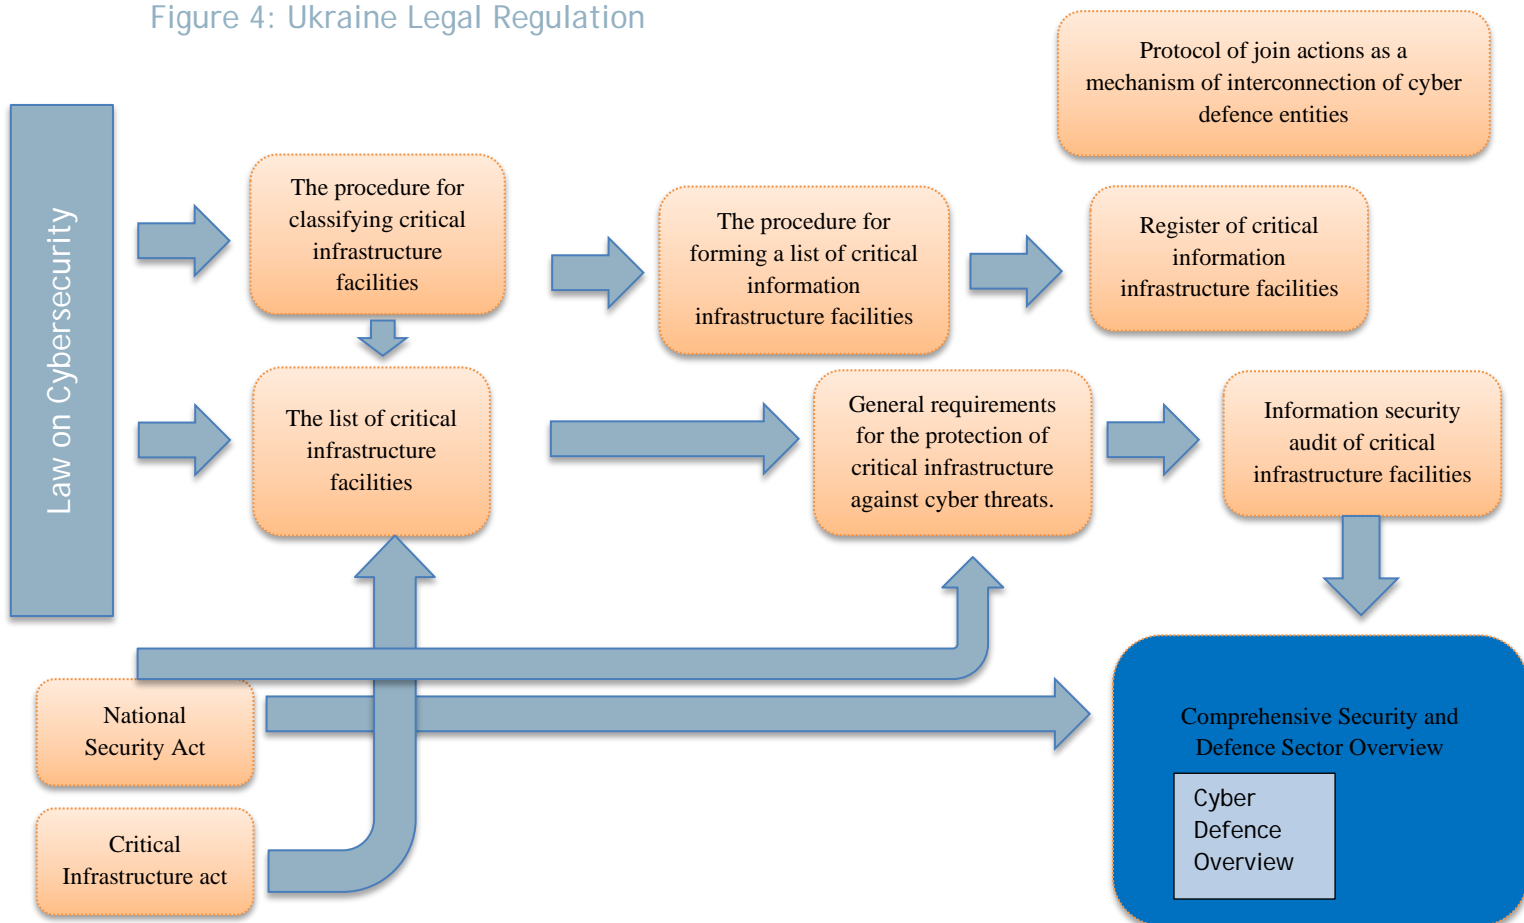 Figure 4: Ukraine Legal Regulation
Protocol of join actions as a
mechanism of interconnection of cyber
defence entities
Law on Cybersecurity
The procedure for
classifying critical
infrastructure
facilities
The procedure for
forming a list of critical
information
infrastructure facilities
Register of critical
information
infrastructure facilities
The list of critical
infrastructure
facilities
General requirements
for the protection of
critical infrastructure
against cyber threats.
Information security
audit of critical
infrastructure facilities
National
Security Act
Comprehensive Security and
Defence Sector Overview
Cyber
Defence
Overview
Critical
Infrastructure act